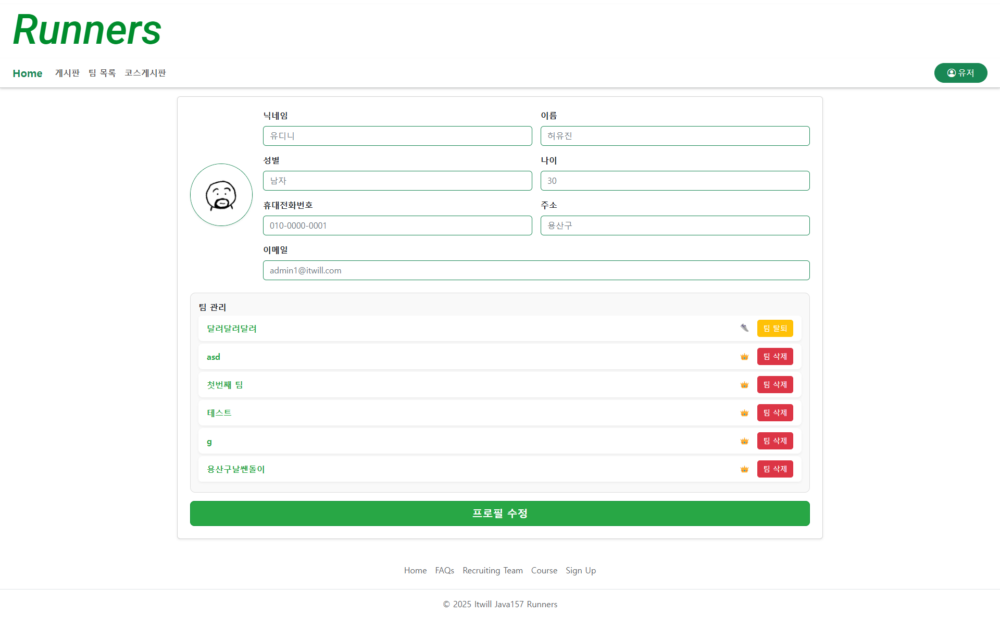 Runners
Home 게시판 팀 목록 코스게시판 유저
닉네임 이름
유디니 허유진
성별 나이
남자 30
휴대전화번호 주소
010-0000-0001 용산구
이메일
admin1@itwill.com
팀 관리
달려달려달려 팀 탈퇴
asd 팀 삭제
첫번째 팀 팀 삭제
테스트 팀 삭제
g 팀 삭제
용산구날쌘돌이 팀 삭제
프로필 수정
Home FAQs Recruiting Team Course Sign Up
© 2025 Itwill Java157 Runners